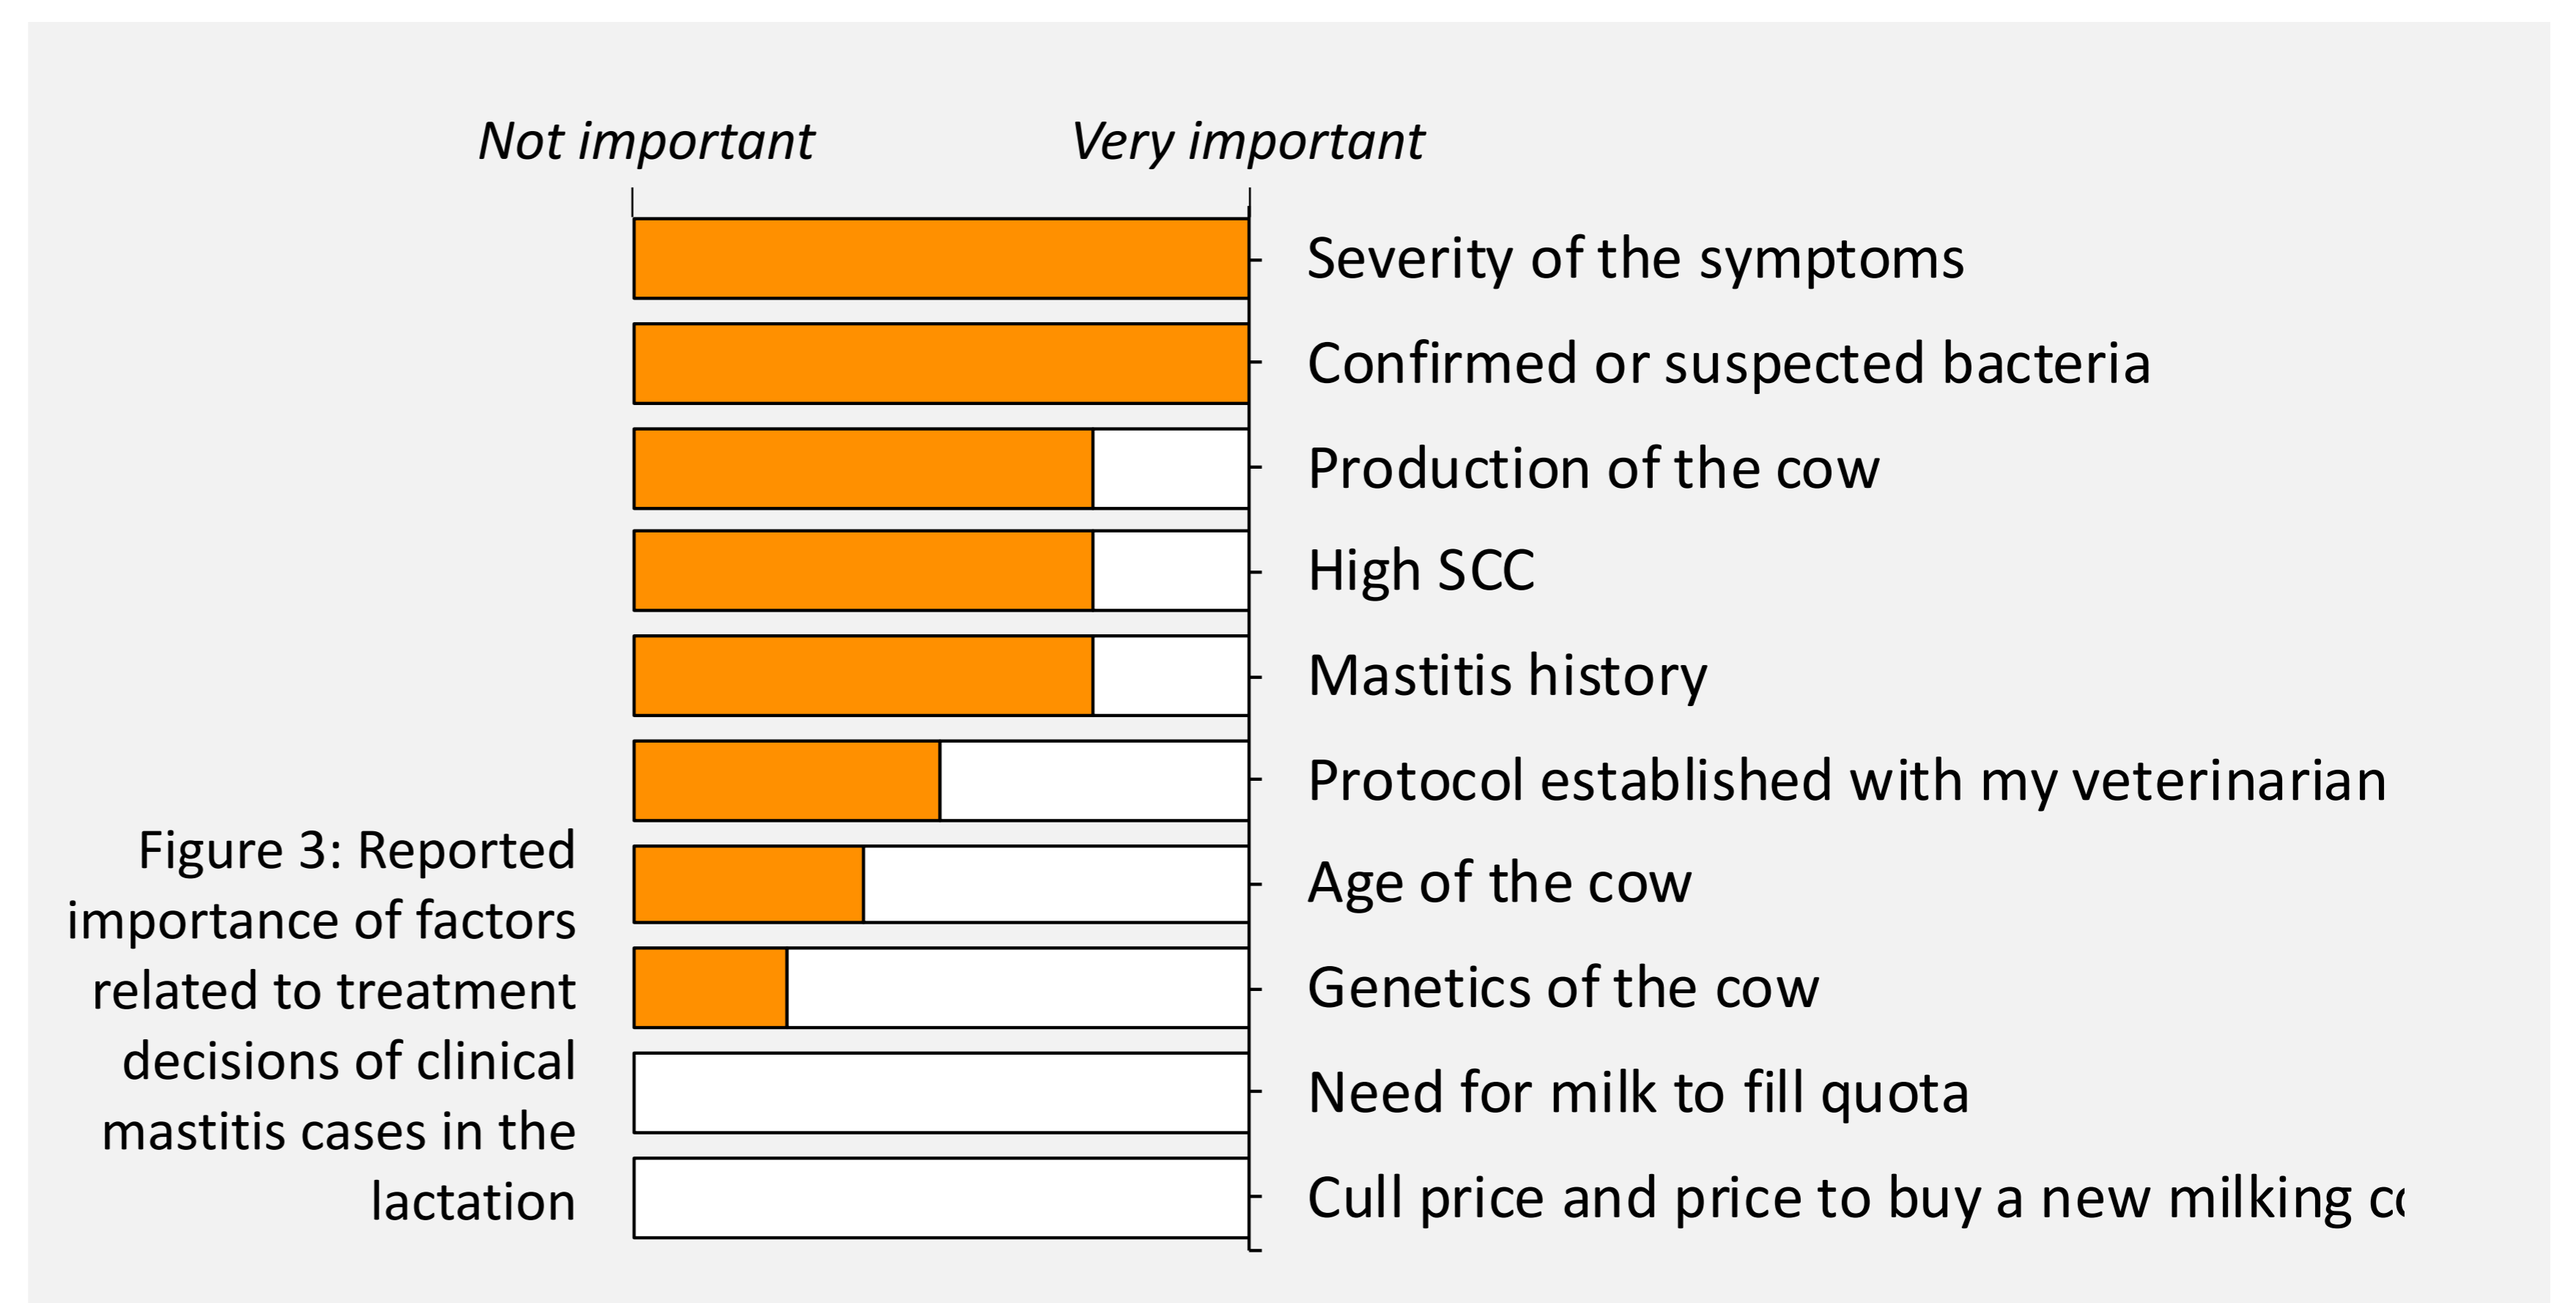 Not important
Very important
Severity of the symptoms
Confirmed or suspected bacteria
Production of the cow
High SCC
Mastitis history
Protocol established with my veterinarian
Age of the cow
Genetics of the cow
Need for milk to fill quota
Cull price and price to buy a new milking
Figure 3: Reported
importance of factors
related to treatment
decisions of clinical
mastitis cases in the
lactation